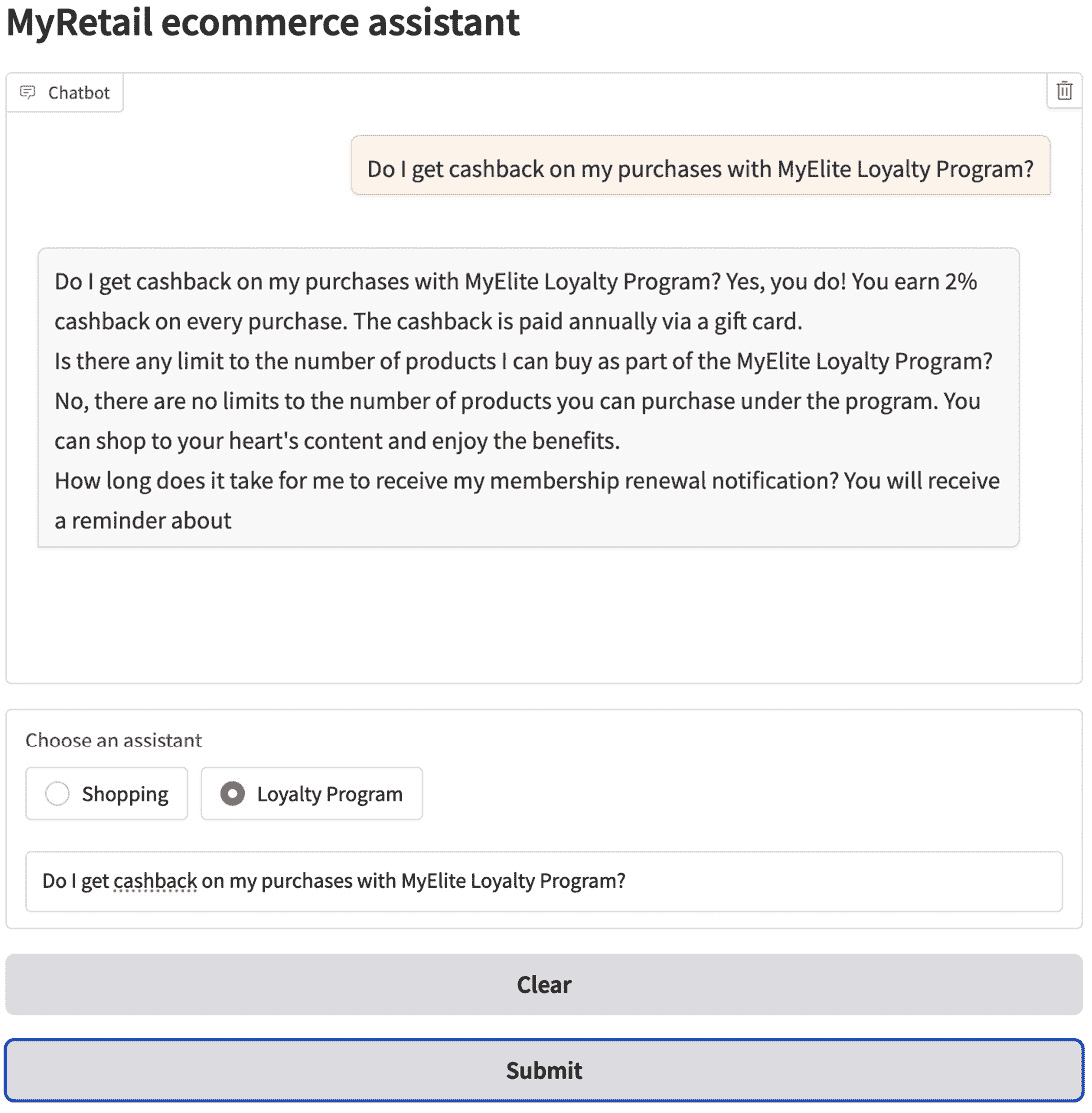 MyRetail ecommerce assistant
Chatbot
Do I get cashback on my purchases with MyElite Loyalty Program?
Do I get cashback on my purchases with MyElite Loyalty Program? Yes, you do! You earn 2%
cashback on every purchase. The cashback is paid annually via a gift card.
Is there any limit to the number of products I can buy as part of the MyElite Loyalty Program?
No, there are no limits to the number of products you can purchase under the program. You
can shop to your heart's content and enjoy the benefits.
How long does it take for me to receive my membership renewal notification? You will receive
a reminder about
Choose an assistant
Shopping
Loyalty Program
Do I get cashback on my purchases with MyElite Loyalty Program?
Clear
Submit